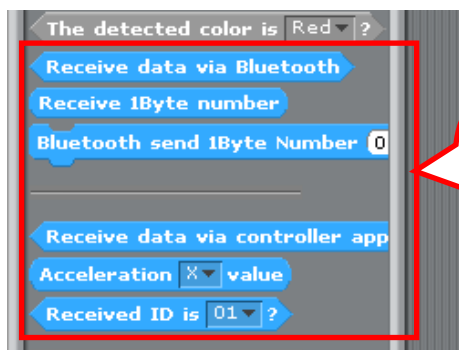 The detected color is Red ?
Receive data via Bluetooth
Receive 1Byte number
Bluetooth send 1Byte Number 0
Receive data via controller app
Acceleration X value
Received ID is 01 ?